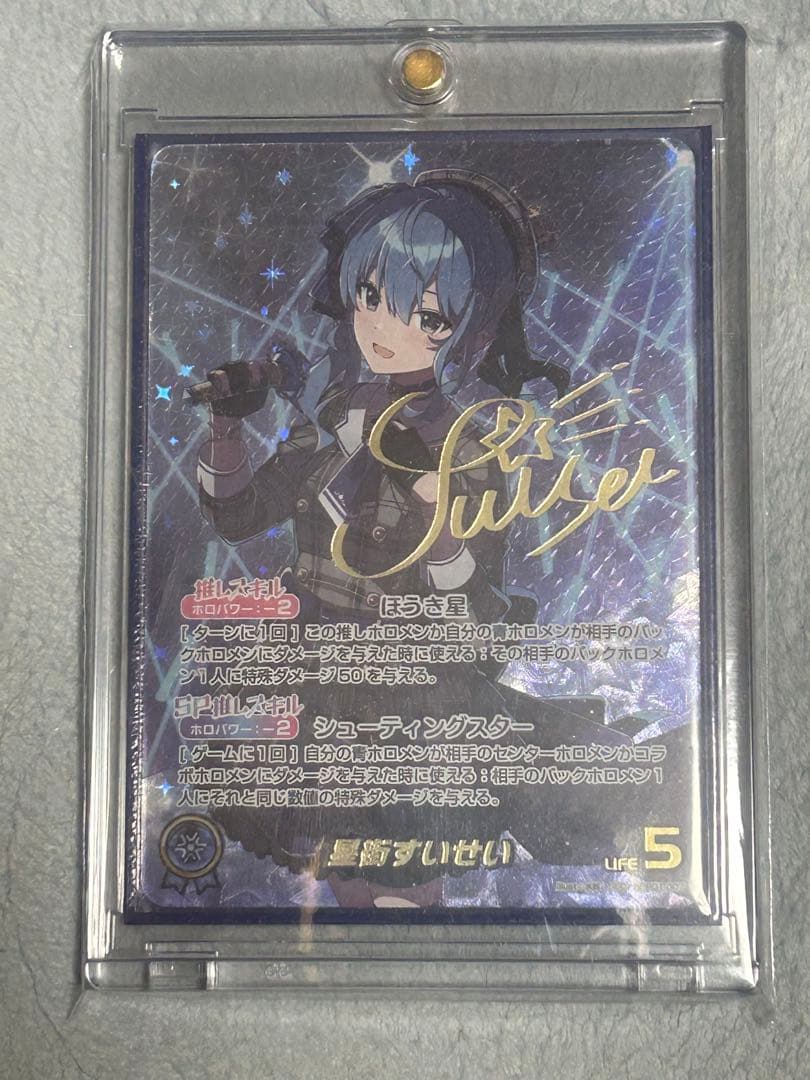 Suisei
推しスキル
ホロパワー：－2
ほうき星
[ターンに1回] この推しホロメンか自分の青ホロメンが相手のバッ
クホロメンにダメージを与えた時に使える：その相手のバックホロメ
ン1人に特殊ダメージ50を与える。
SP推しスキル
ホロパワー：－2
シューティングスター
[ゲームに1回] 自分の青ホロメンが相手のセンターホロメンかコラ
ボホロメンにダメージを与えた時に使える：相手のバックホロメン1
人にそれと同じ数値の特殊ダメージを与える。
星街すいせい
LIFE 5